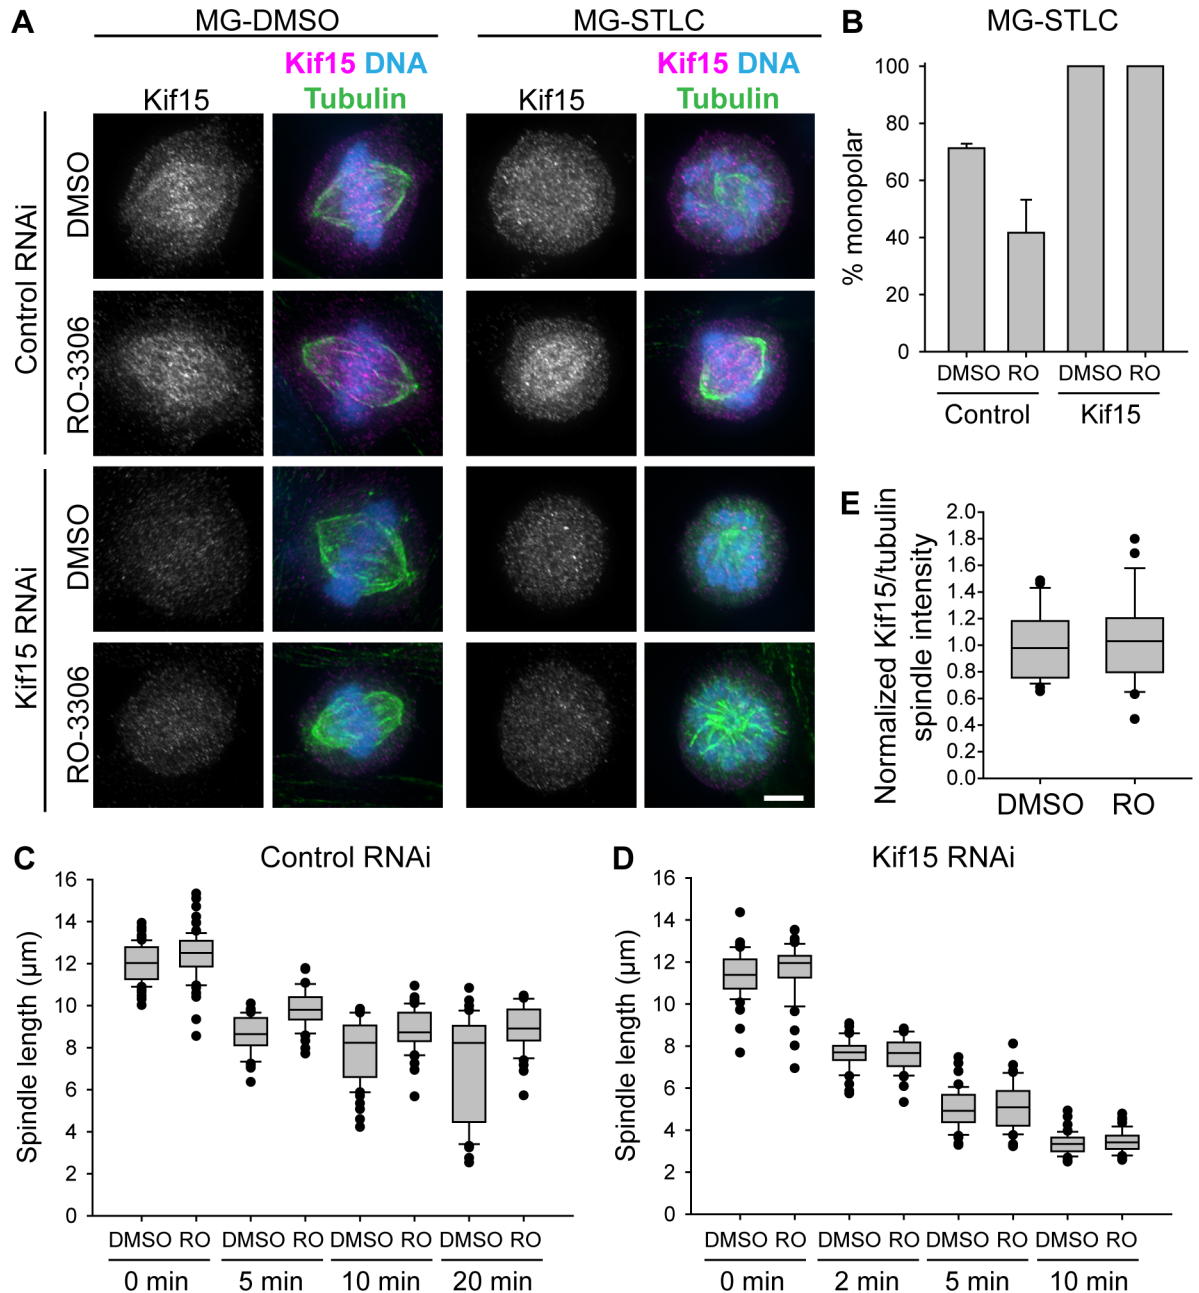 A
MG-DMSO
MG-STLC
Kif15 DNA
Kif15 DNA
Kif15
Tubulin
Kif15
Tubulin
Control RNAi
DMSO
RO-3306
Kif15 RNAi
DMSO
RO-3306
B
MG-STLC
% monopolar
100
80
60
40
20
0
DMSO RO DMSO RO
Control Kif15
E
Normalized Kif15/tubulin
spindle intensity
2.0
1.8
1.6
1.4
1.2
1.0
0.8
0.6
0.4
0.2
0.0
DMSO RO
C
Control RNAi
Spindle length (µm)
16
14
12
10
8
6
4
2
0
DMSO RO DMSO RO DMSO RO DMSO RO
0 min 5 min 10 min 20 min
D
Kif15 RNAi
Spindle length (µm)
16
14
12
10
8
6
4
2
0
DMSO RO DMSO RO DMSO RO DMSO RO
0 min 2 min 5 min 10 min